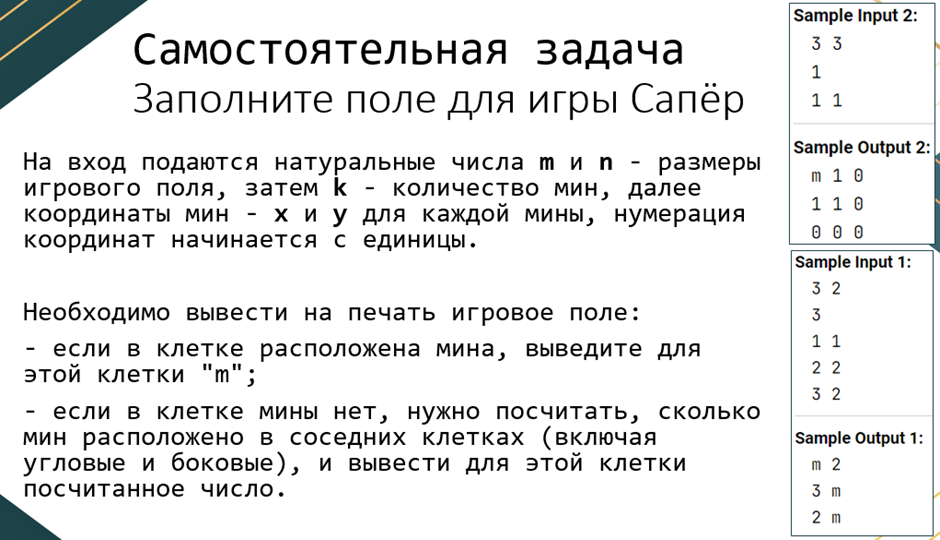 Самостоятельная задача
Заполните поле для игры Сапёр
На вход подаются натуральные числа m и n - размеры
игрового поля, затем k - количество мин, далее
координаты мин - x и y для каждой мины, нумерация
координат начинается с единицы.
Необходимо вывести на печать игровое поле:
- если в клетке расположена мина, выведите для
этой клетки "m";
- если в клетке мины нет, нужно посчитать, сколько
мин расположено в соседних клетках (включая
угловые и боковые), и вывести для этой клетки
посчитанное число.
Sample Input 2:
3 3
1
1 1
Sample Output 2:
m 1 0
1 1 0
0 0 0
Sample Input 1:
3 2
3
1 1
2 2
3 2
Sample Output 1:
m 2
3 m
2 m